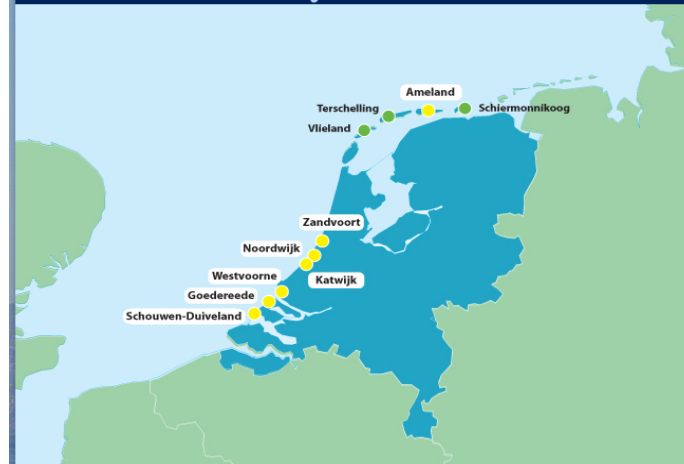 Ameland
Terschelling
Schiermonnikoog
Vlieland
Zandvoort
Noordwijk
Katwijk
Westvoorne
Goedereede
Schouwen-Duiveland